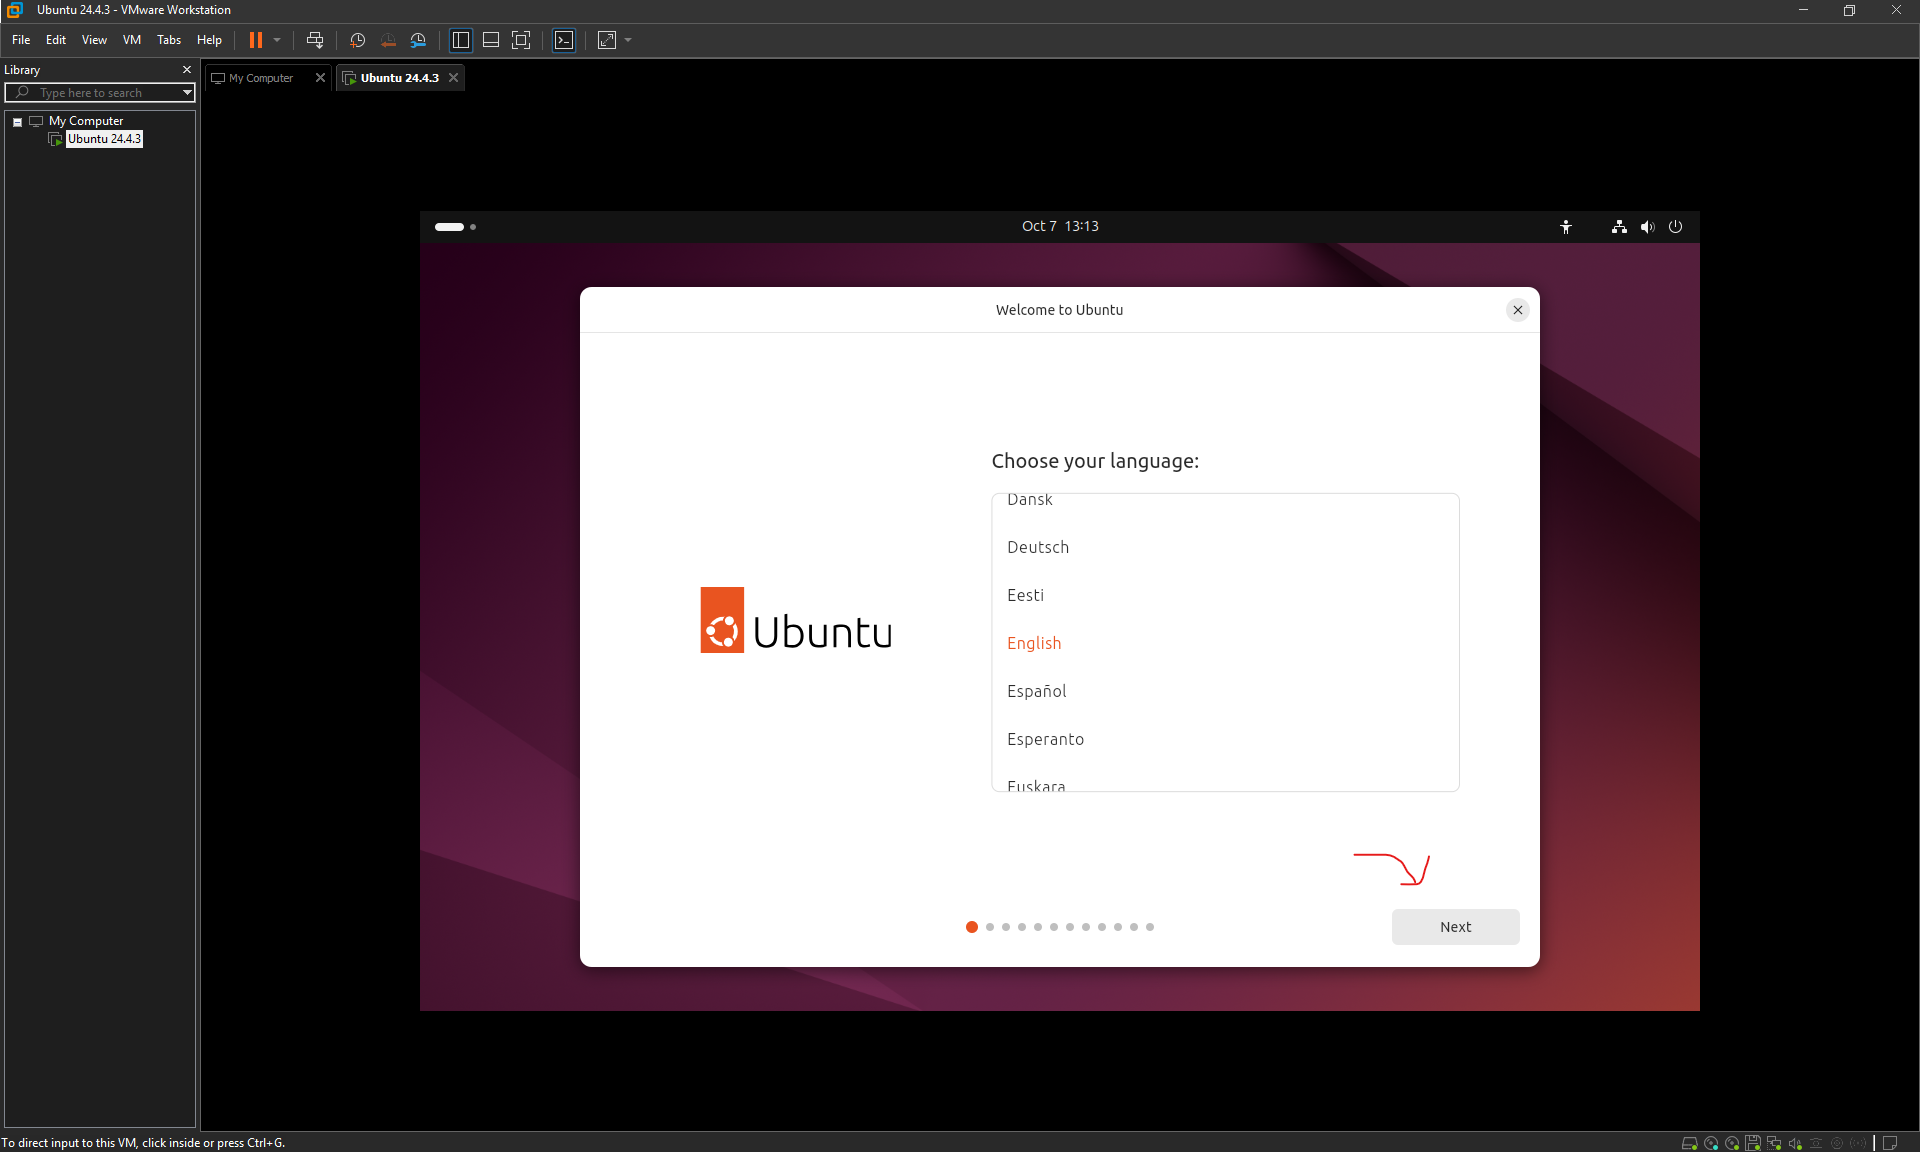 Ubuntu 24.4.3 - VMware Workstation
File Edit View VM Tabs Help
Library
My Computer
Ubuntu 24.4.3
Type here to search
My Computer
Ubuntu 24.4.3
Oct 7 13:13
Welcome to Ubuntu
Choose your language:
Dansk
Deutsch
Eesti
English
Ubuntu
Español
Esperanto
Euskara
Next
To direct input to this VM, click inside or press Ctrl+G.